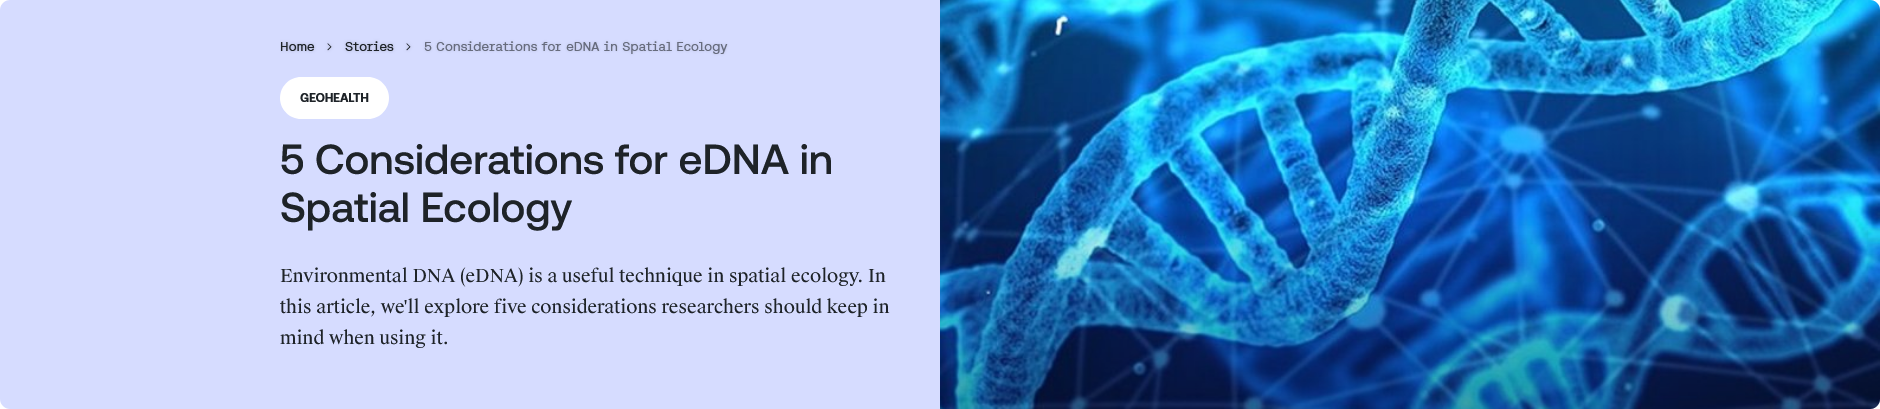 Home > Stories > 5 Considerations for eDNA in Spatial Ecology
GEOHEALTH
5 Considerations for eDNA in
Spatial Ecology
Environmental DNA (eDNA) is a useful technique in spatial ecology. In
this article, we'll explore five considerations researchers should keep in
mind when using it.